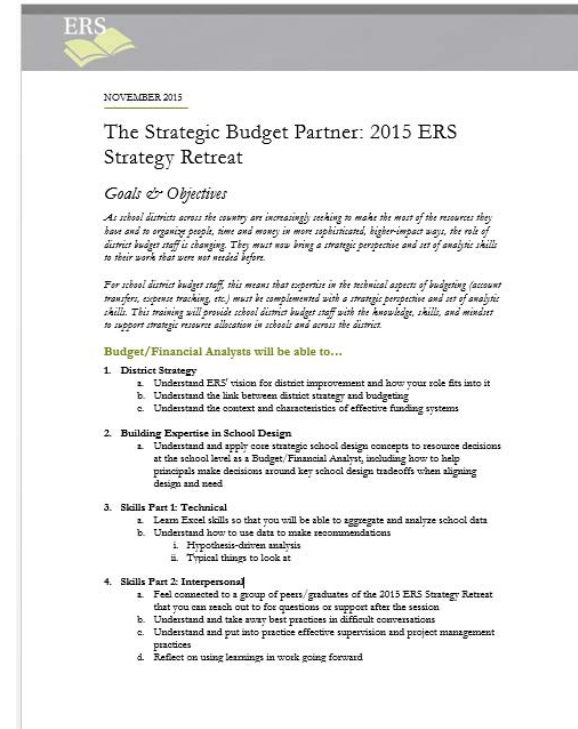 ERS
NOVEMBER 2015
The Strategic Budget Partner: 2015 ERS
Strategy Retreat
Goals & Objectives
As school districts across the country are increasingly seeking to make the most of the resources they
have and to organize people, time and money in more sophisticated, higher-impact ways, the role of
district budget staff is changing. They must now bring a strategic perspective and set of analytic skills
to their work that were not needed before.
For school district budget staff, this means that expertise in the technical aspects of budgeting (account
transfers, expense tracking, etc.) must be complemented with a strategic perspective and set of analytic
skills. This training will provide school district budget staff with the knowledge, skills, and mindset
to support strategic resource allocation in schools and across the district.
Budget/Financial Analysts will be able to…
1. District Strategy
a. Understand ERS' vision for district improvement and how your role fits into it
b. Understand the link between district strategy and budgeting
c. Understand the context and characteristics of effective funding systems
2. Building Expertise in School Design
a. Understand and apply core strategic school design concepts to resource decisions
at the school level as a Budget/Financial Analyst, including how to help
principals make decisions around key school design tradeoffs when aligning
design and need
3. Skills Part 1: Technical
a. Learn Excel skills so that you will be able to aggregate and analyze school data
b. Understand how to use data to make recommendations
i. Hypothesis-driven analysis
ii. Typical things to look at
4. Skills Part 2: Interpersonal
a. Feel connected to a group of peers/graduates of the 2015 ERS Strategy Retreat
that you can reach out to for questions or support after the session
b. Understand and take away best practices in difficult conversations
c. Understand and put into practice effective supervision and project management
practices
d. Reflect on using learnings in work going forward